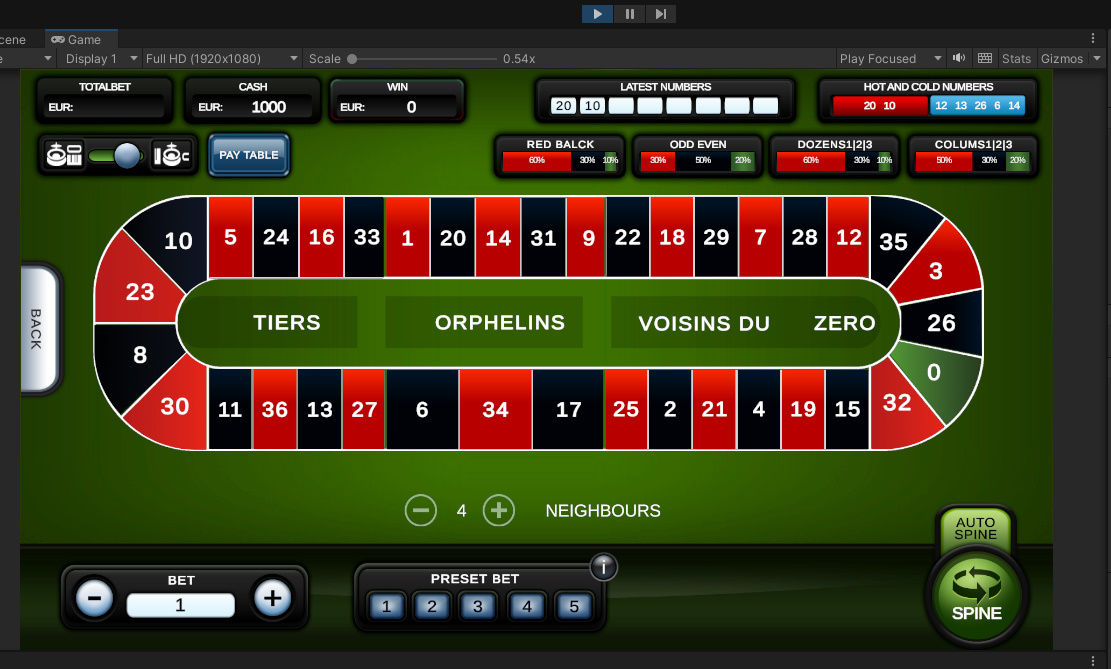 cene Game
e Display 1 Full HD (1920x1080) Scale 0.54x Play Focused Stats Gizmos
TOTALBET CASH WIN LATEST NUMBERS HOT AND COLD NUMBERS
EUR: EUR: 1000 EUR: 0 20 10 20 10 12 13 26 6 14
PAY TABLE RED BALCK ODD EVEN DOZENS1|2|3 COLUMS1|2|3
60% 30% 10% 30% 50% 20% 60% 30% 10% 50% 30% 20%
10 5 24 16 33 1 20 14 31 9 22 18 29 7 28 12 35
23 3
BACK TIERS ORPHELINS VOISINS DU ZERO 26
8 0
30 11 36 13 27 6 34 17 25 2 21 4 19 15 32
4 NEIGHBOURS
AUTO
SPINE
BET PRESET BET i
1 1 2 3 4 5
SPINE